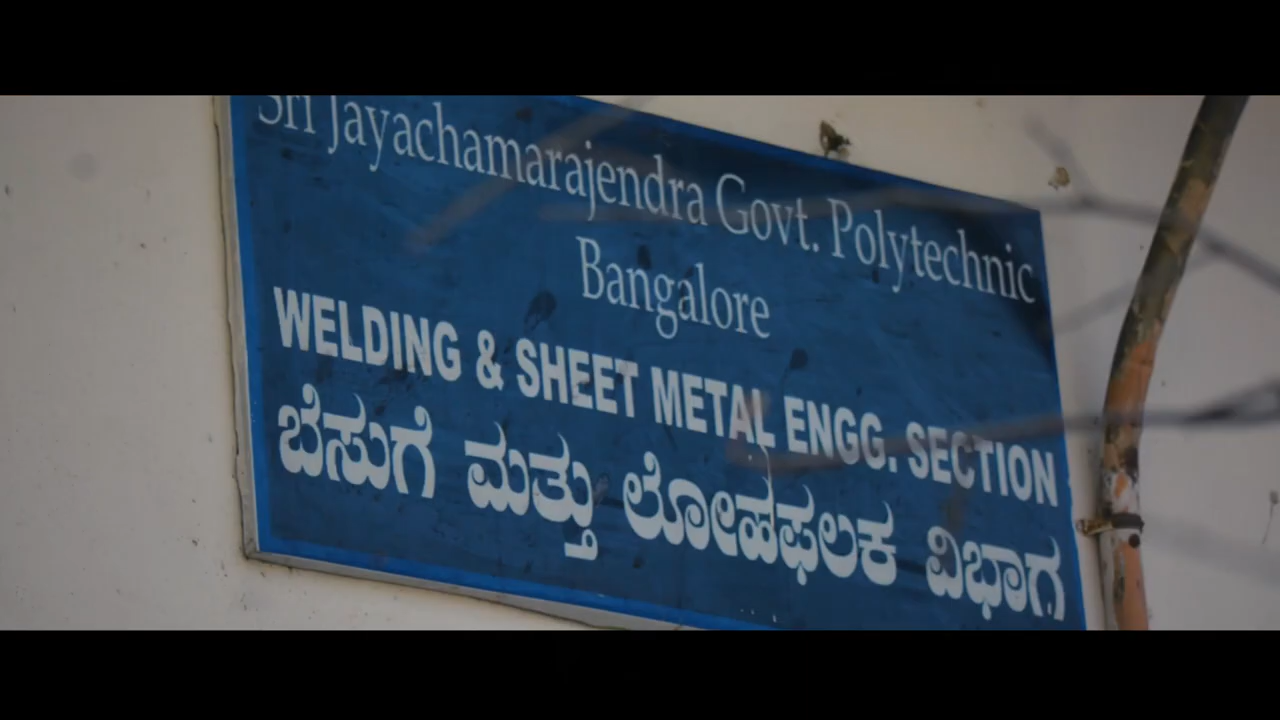 Sri Jayachamarajendra Govt. Polytechnic
Bangalore
WELDING & SHEET METAL ENGG. SECTION
ಬೆಸುಗೆ ಮತ್ತು ಲೋಹಫಲಕ ವಿಭಾಗ